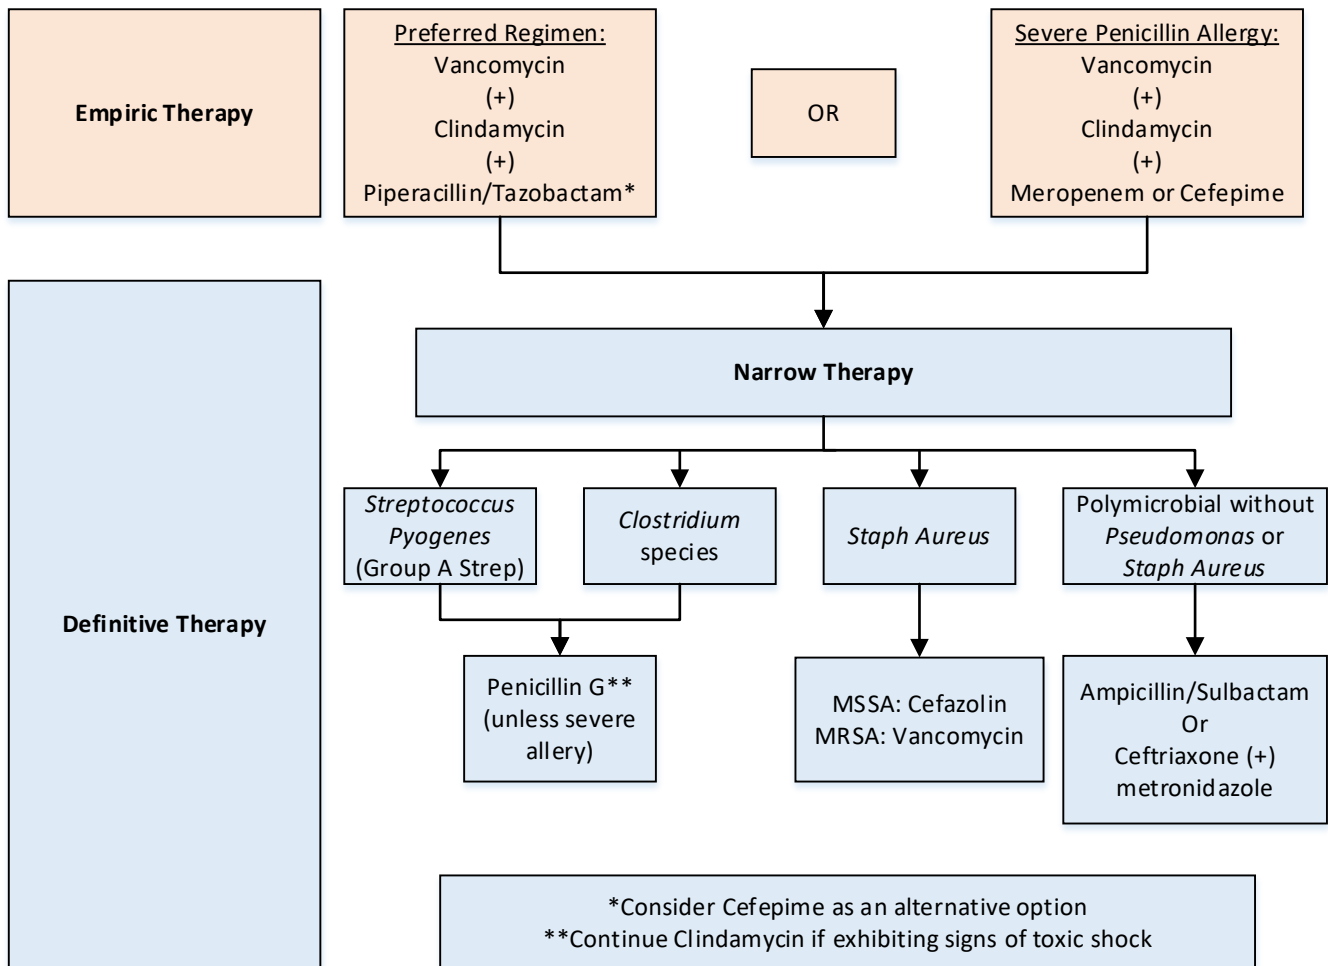 Empiric Therapy
Preferred Regimen:
Vancomycin
(+)
Clindamycin
(+)
Piperacillin/Tazobactam*
OR
Severe Penicillin Allergy:
Vancomycin
(+)
Clindamycin
(+)
Meropenem or Cefepime
Definitive Therapy
Narrow Therapy
Streptococcus
Pyogenes
(Group A Strep)
Clostridium
species
Staph Aureus
Polymicrobial without
Pseudomonas or
Staph Aureus
Penicillin G**
(unless severe
allery)
MSSA: Cefazolin
MRSA: Vancomycin
Ampicillin/Sulbactam
Or
Ceftriaxone (+)
metronidazole
*Consider Cefepime as an alternative option
**Continue Clindamycin if exhibiting signs of toxic shock